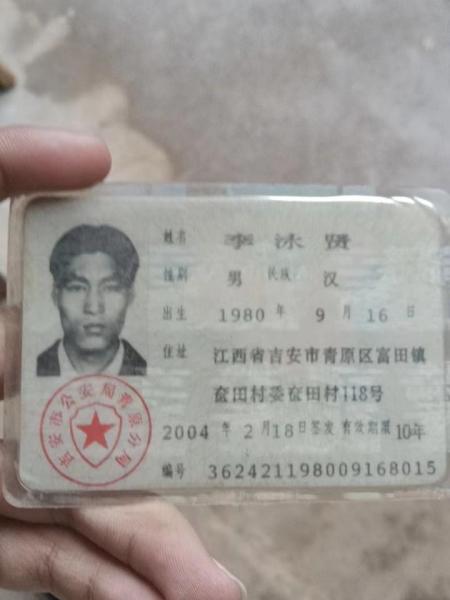 姓名 李泳贤
性别 男 民族 汉
出生 1980 年 9 月 16 日
住址 江西省吉安市青原区富田镇
奁田村委奁田村118号
2004 年 2 月 18 日签发 有效期限 10年
编号 362421198009168015
吉安市公安局青原分局